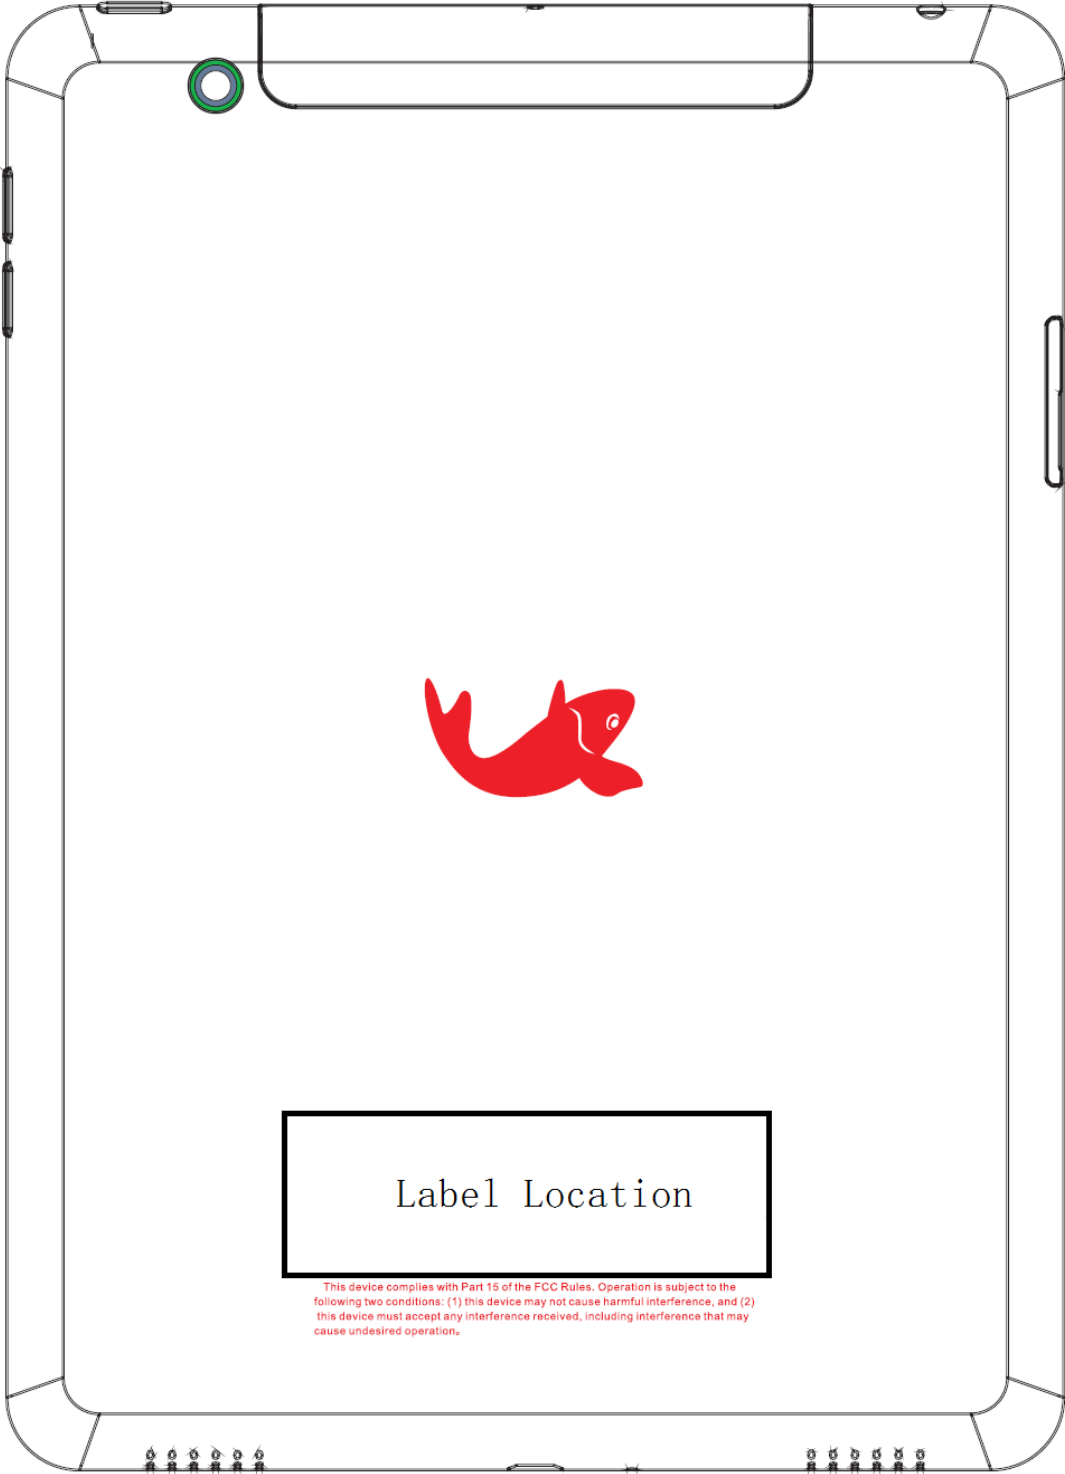 Label Location
This device complies with Part 15 of the FCC Rules. Operation is subject to the
following two conditions: (1) this device may not cause harmful interference, and (2)
this device must accept any interference received, including interference that may
cause undesired operation。